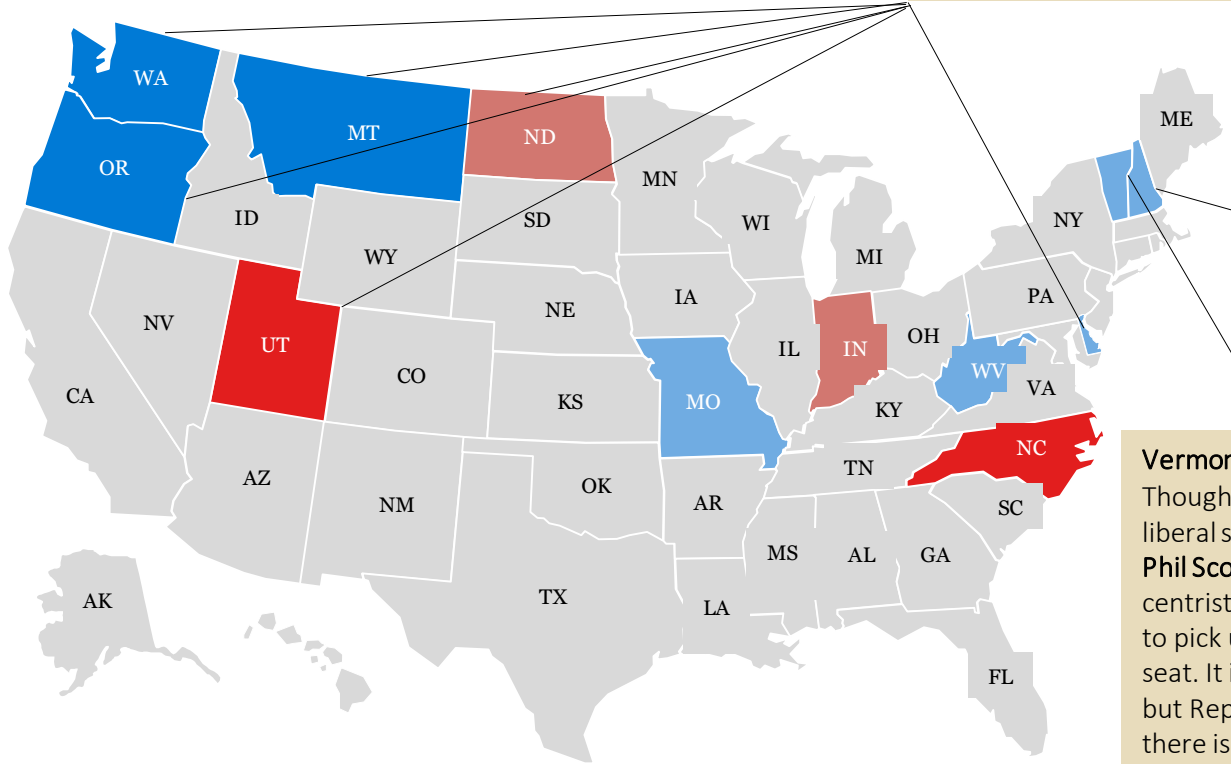 WA
ME
MT
ND
OR
MN
ID
SD
NY
WI
WY
MI
PA
IA
NE
NV
OH
UT
IL
IN
CO
WV
VA
CA
KS
MO
KY
NC
TN
AZ
OK
NM
AR
SC
MS
AL
GA
AK
TX
LA
FL
Vermon
Though
liberal s
Phil Sco
centrist
to pick u
seat. It i
but Rep
there is